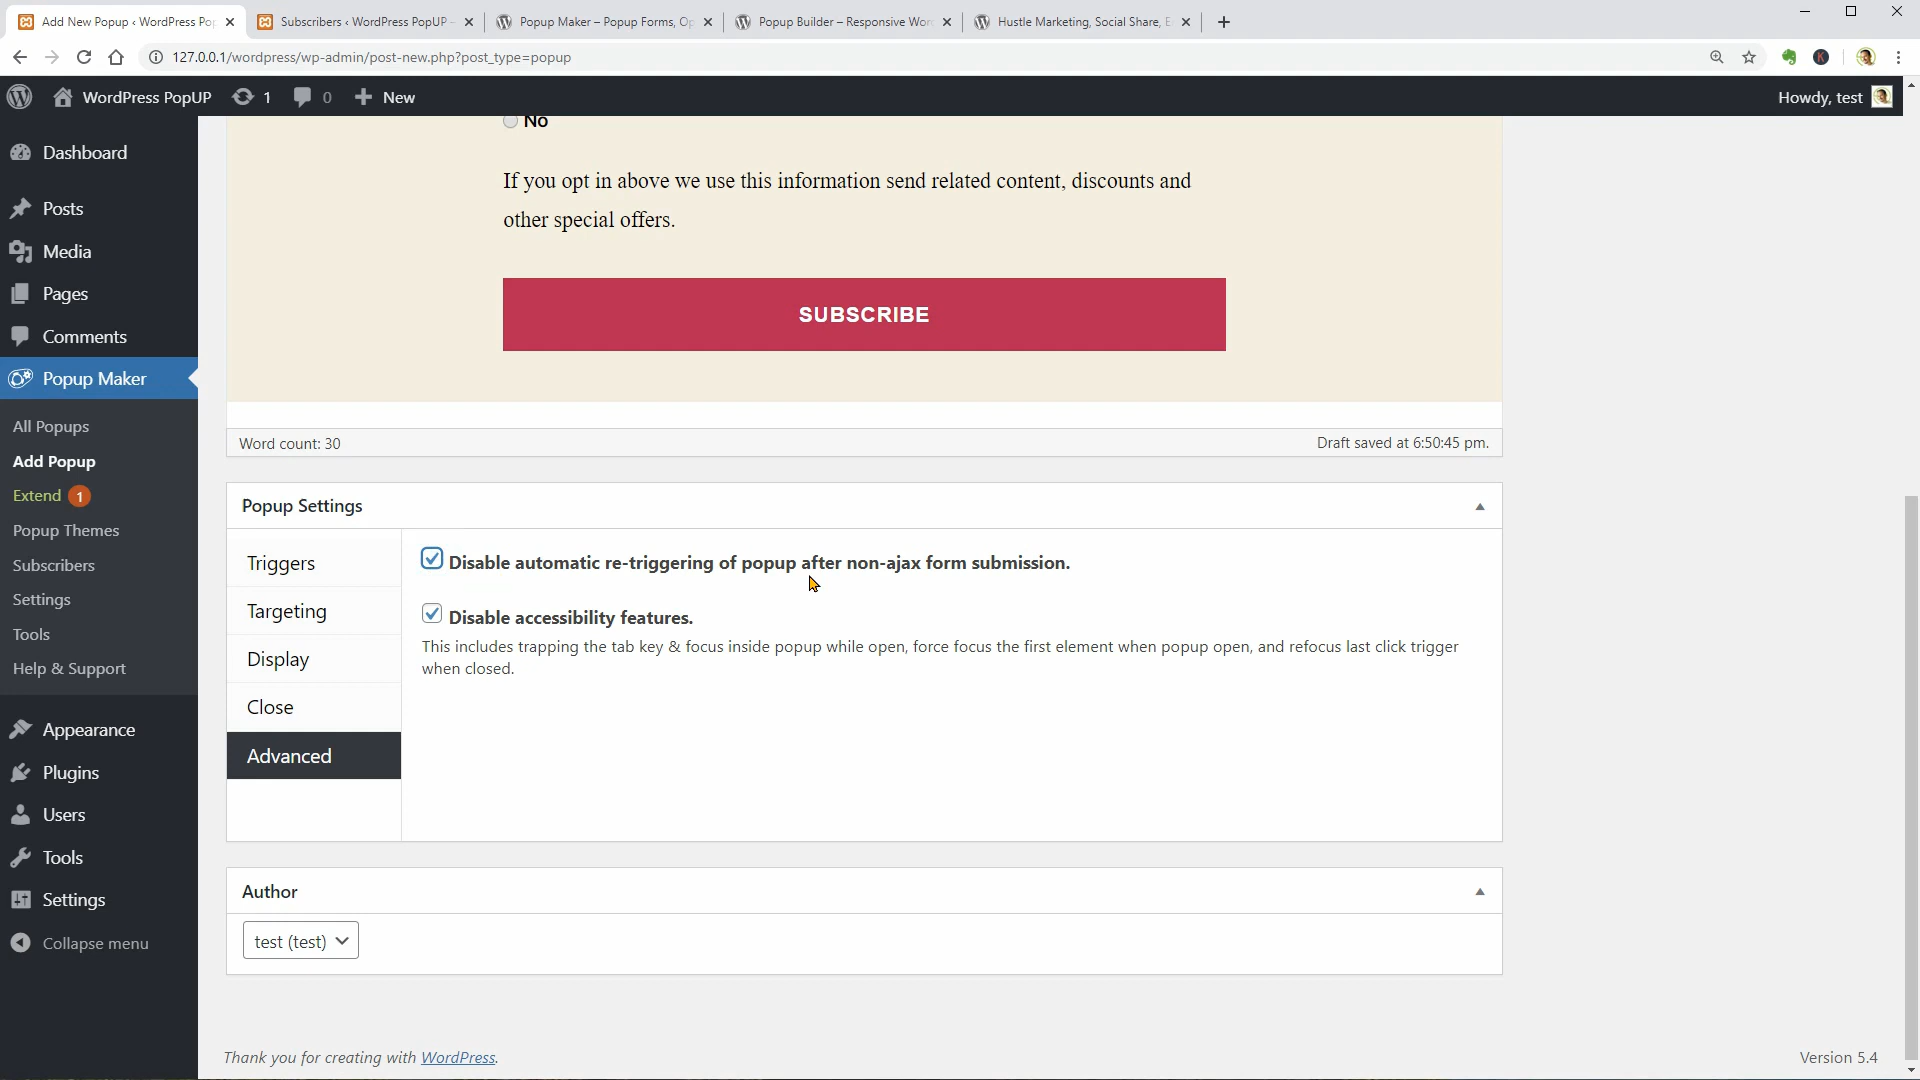 Add New Popup ‹ WordPress Po
Subscribers ‹ WordPress PopUP
Popup Maker – Popup Forms, Op
Popup Builder – Responsive Wor
Hustle Marketing, Social Share, E
127.0.0.1/wordpress/wp-admin/post-new.php?post_type=popup
WordPress PopUP
1
0
New
Howdy, test
Dashboard
Posts
Media
Pages
Comments
Popup Maker
All Popups
Add Popup
Extend 1
Popup Themes
Subscribers
Settings
Tools
Help & Support
Appearance
Plugins
Users
Tools
Settings
Collapse menu
No
If you opt in above we use this information send related content, discounts and
other special offers.
SUBSCRIBE
Word count: 30
Draft saved at 6:50:45 pm.
Popup Settings
Triggers
Targeting
Display
Close
Advanced
Disable automatic re-triggering of popup after non-ajax form submission.
Disable accessibility features.
This includes trapping the tab key & focus inside popup while open, force focus the first element when popup open, and refocus last click trigger
when closed.
Author
test (test)
Thank you for creating with WordPress.
Version 5.4